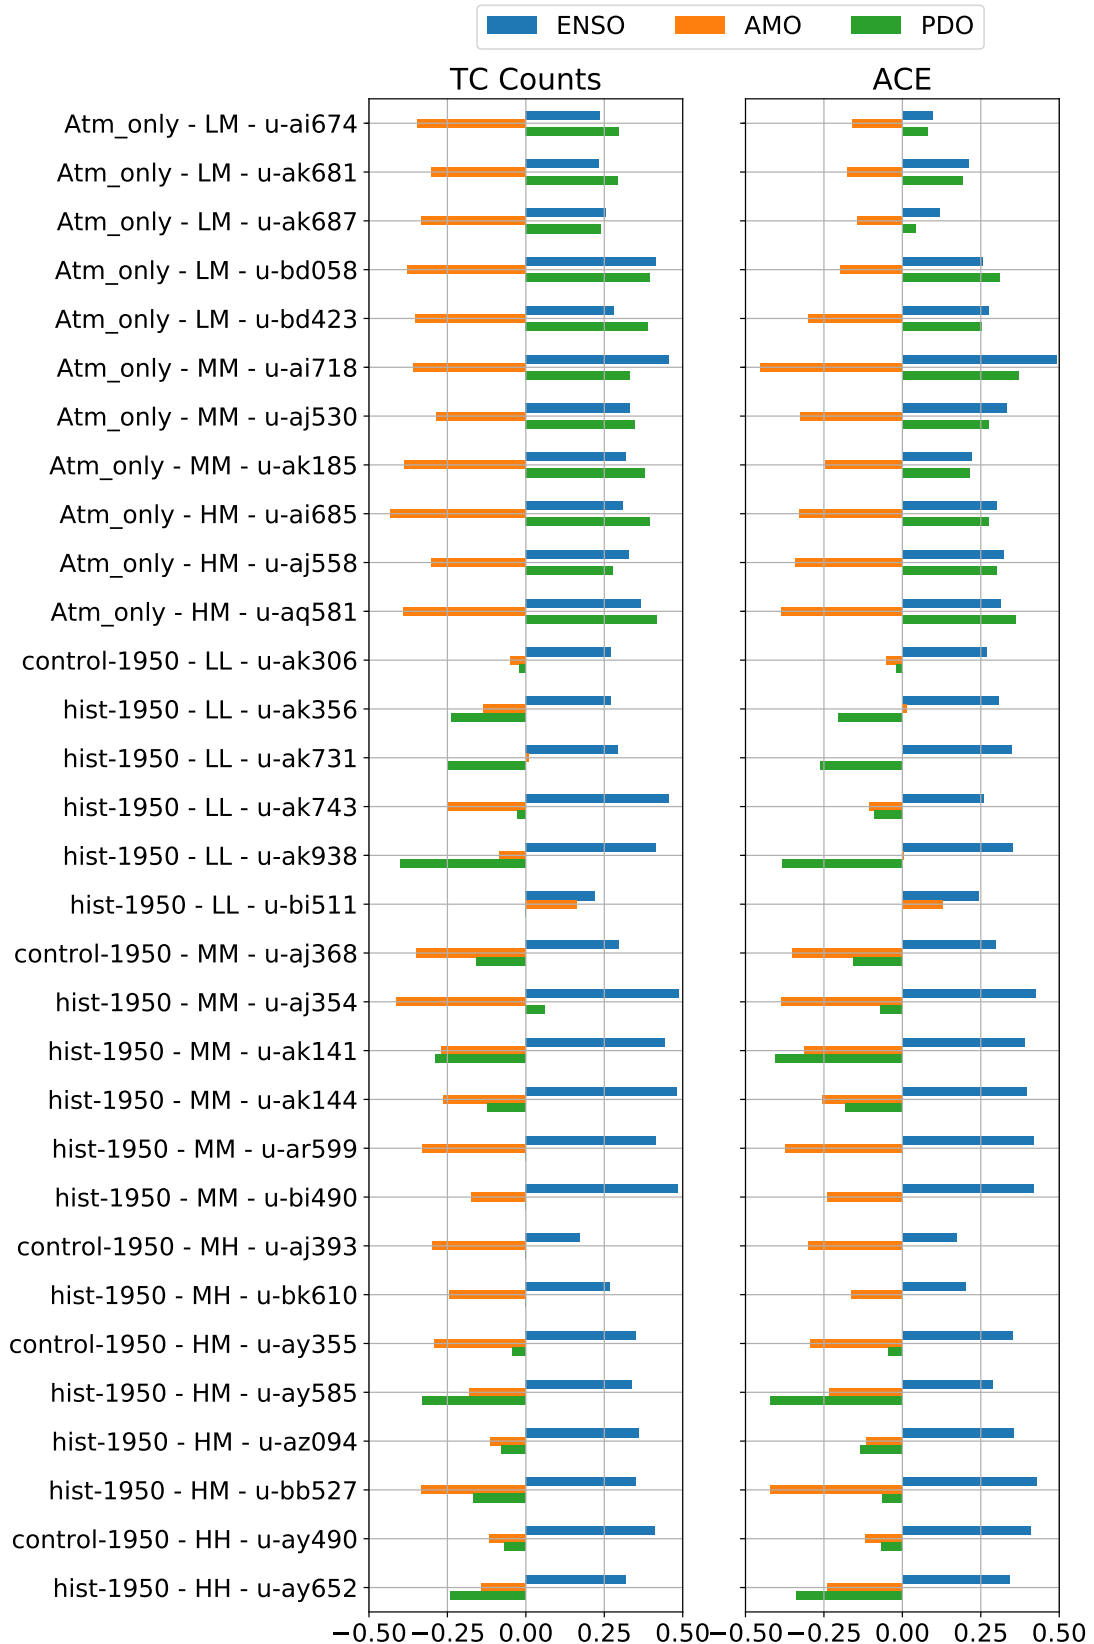 ENSO AMO PDO
TC Counts ACE
Atm_only - LM - u-ai674
Atm_only - LM - u-ak681
Atm_only - LM - u-ak687
Atm_only - LM - u-bd058
Atm_only - LM - u-bd423
Atm_only - MM - u-ai718
Atm_only - MM - u-aj530
Atm_only - MM - u-ak185
Atm_only - HM - u-ai685
Atm_only - HM - u-aj558
Atm_only - HM - u-aq581
control-1950 - LL - u-ak306
hist-1950 - LL - u-ak356
hist-1950 - LL - u-ak731
hist-1950 - LL - u-ak743
hist-1950 - LL - u-ak938
hist-1950 - LL - u-bi511
control-1950 - MM - u-aj368
hist-1950 - MM - u-aj354
hist-1950 - MM - u-ak141
hist-1950 - MM - u-ak144
hist-1950 - MM - u-ar599
hist-1950 - MM - u-bi490
control-1950 - MH - u-aj393
hist-1950 - MH - u-bk610
control-1950 - HM - u-ay355
hist-1950 - HM - u-ay585
hist-1950 - HM - u-az094
hist-1950 - HM - u-bb527
control-1950 - HH - u-ay490
hist-1950 - HH - u-ay652
−0.50 −0.25 0.00 0.25 0.50 −0.50 −0.25 0.00 0.25 0.50